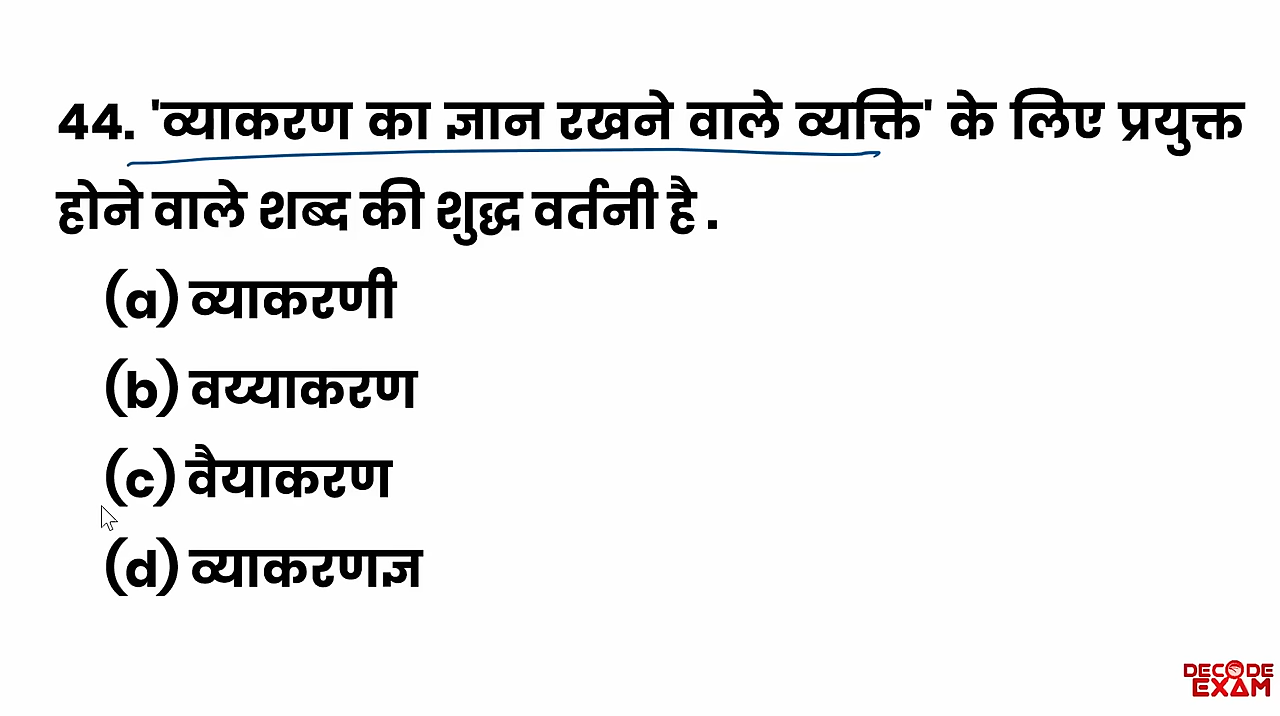 44. 'व्याकरण का ज्ञान रखने वाले व्यक्ति' के लिए प्रयुक्त
होने वाले शब्द की शुद्ध वर्तनी है .
(a) व्याकरणी
(b) वय्याकरण
(c) वैयाकरण
(d) व्याकरणज्ञ
DECODE
EXAM